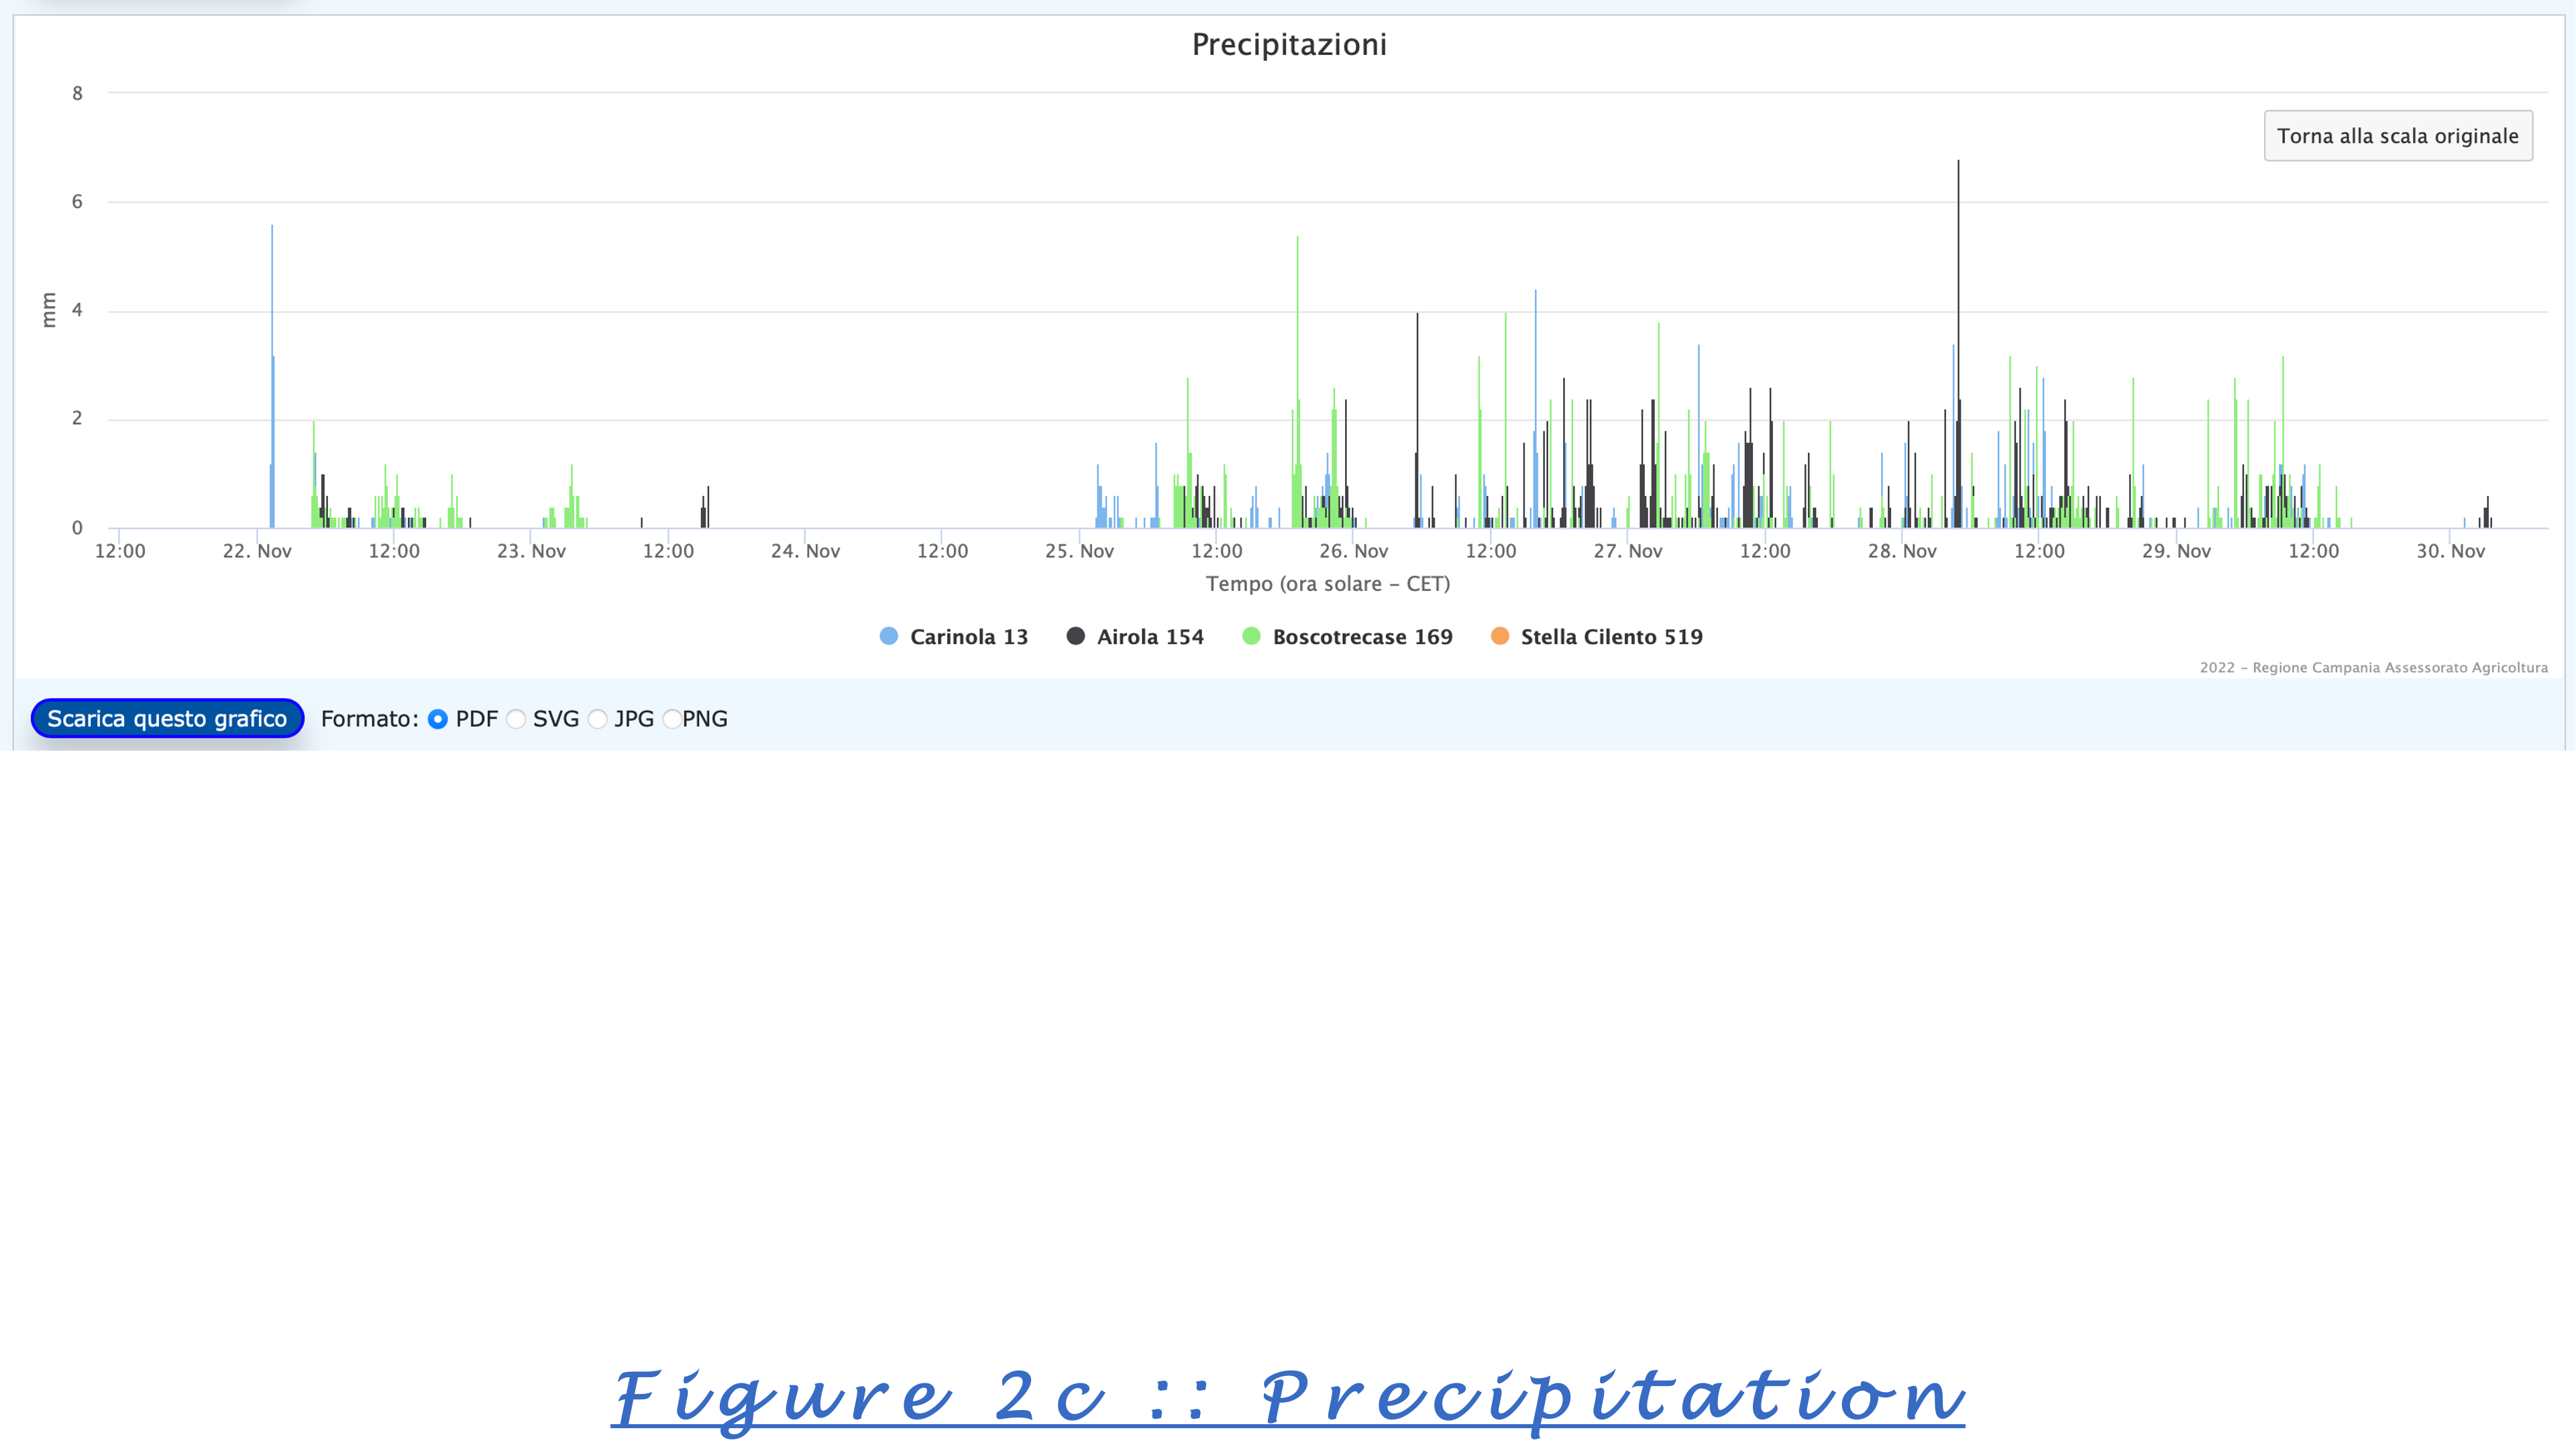 Precipitazioni
8
Torna alla scala originale
6
mm
4
2
0
12:00 22. Nov 12:00 23. Nov 12:00 24. Nov 12:00 25. Nov 12:00 26. Nov 12:00 27. Nov 12:00 28. Nov 12:00 29. Nov 12:00 30. Nov
Tempo (ora solare – CET)
Carinola 13 Airola 154 Boscotrecase 169 Stella Cilento 519
2022 – Regione Campania Assessorato Agricoltura
Scarica questo grafico Formato: PDF SVG JPG PNG
Figure 2c :: Precipitation